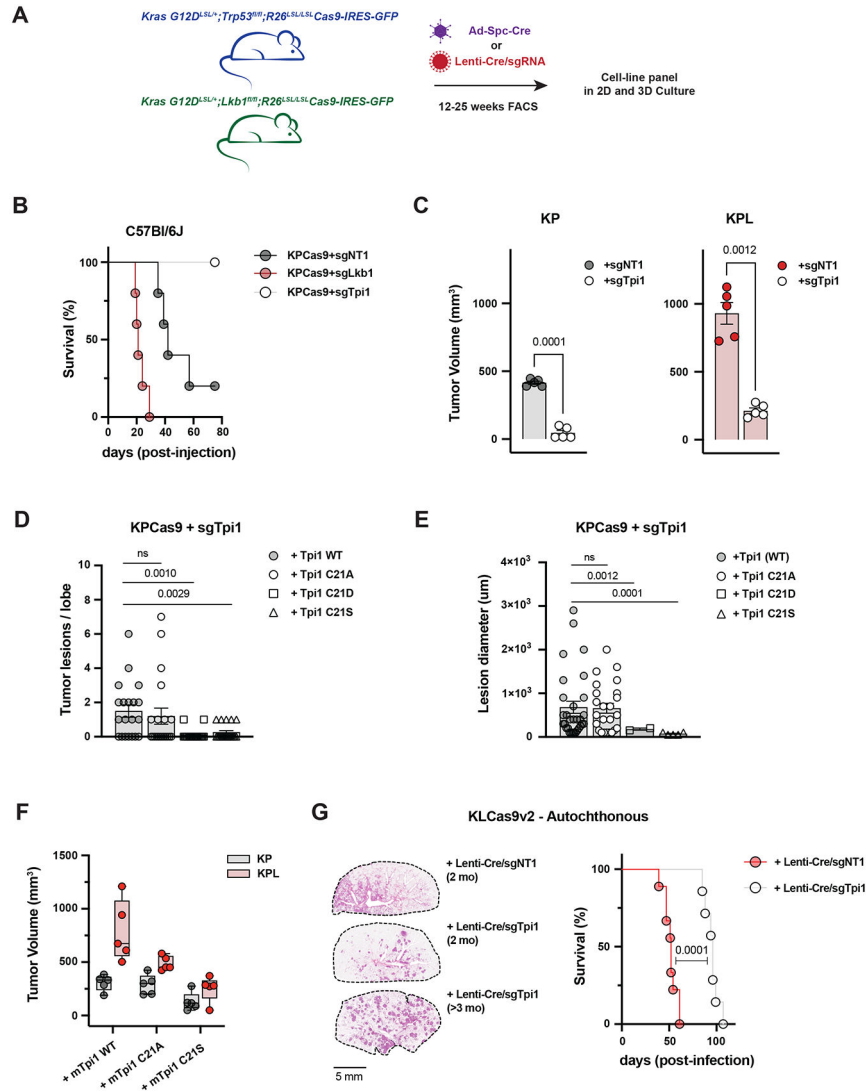 A
Kras G12D^LSL/+;Trp53^fl/fl;R26^LSL/LSL Cas9-IRES-GFP
Kras G12D^LSL/+;Lkb1^fl/fl;R26^LSL/LSL Cas9-IRES-GFP
Ad-Spc-Cre
or
Lenti-Cre/sgRNA
12-25 weeks FACS
Cell-line panel
in 2D and 3D Culture
B
C57Bl/6J
Survival (%)
100
50
0
0 20 40 60 80
days (post-injection)
KPCas9+sgNT1
KPCas9+sgLkb1
KPCas9+sgTpi1
C
KP
Tumor Volume (mm³)
1000
500
0
0.0001
+sgNT1
+sgTpi1
KPL
1000
500
0
0.0012
+sgNT1
+sgTpi1
D
KPCas9 + sgTpi1
Tumor lesions / lobe
10
8
6
4
2
0
ns
0.0010
0.0029
+ Tpi1 WT
+ Tpi1 C21A
+ Tpi1 C21D
+ Tpi1 C21S
E
KPCas9 + sgTpi1
Lesion diameter (um)
4×10³
3×10³
2×10³
1×10³
0
ns
0.0012
0.0001
+Tpi1 (WT)
+ Tpi1 C21A
+ Tpi1 C21D
+ Tpi1 C21S
F
Tumor Volume (mm³)
1500
1000
500
0
KP
KPL
+ mTpi1 WT
+ mTpi1 C21A
+ mTpi1 C21S
G
KLCas9v2 - Autochthonous
+ Lenti-Cre/sgNT1
(2 mo)
+ Lenti-Cre/sgTpi1
(2 mo)
+ Lenti-Cre/sgTpi1
(>3 mo)
5 mm
Survival (%)
100
50
0
0.0001
0 50 100
days (post-infection)
+ Lenti-Cre/sgNT1
+ Lenti-Cre/sgTpi1